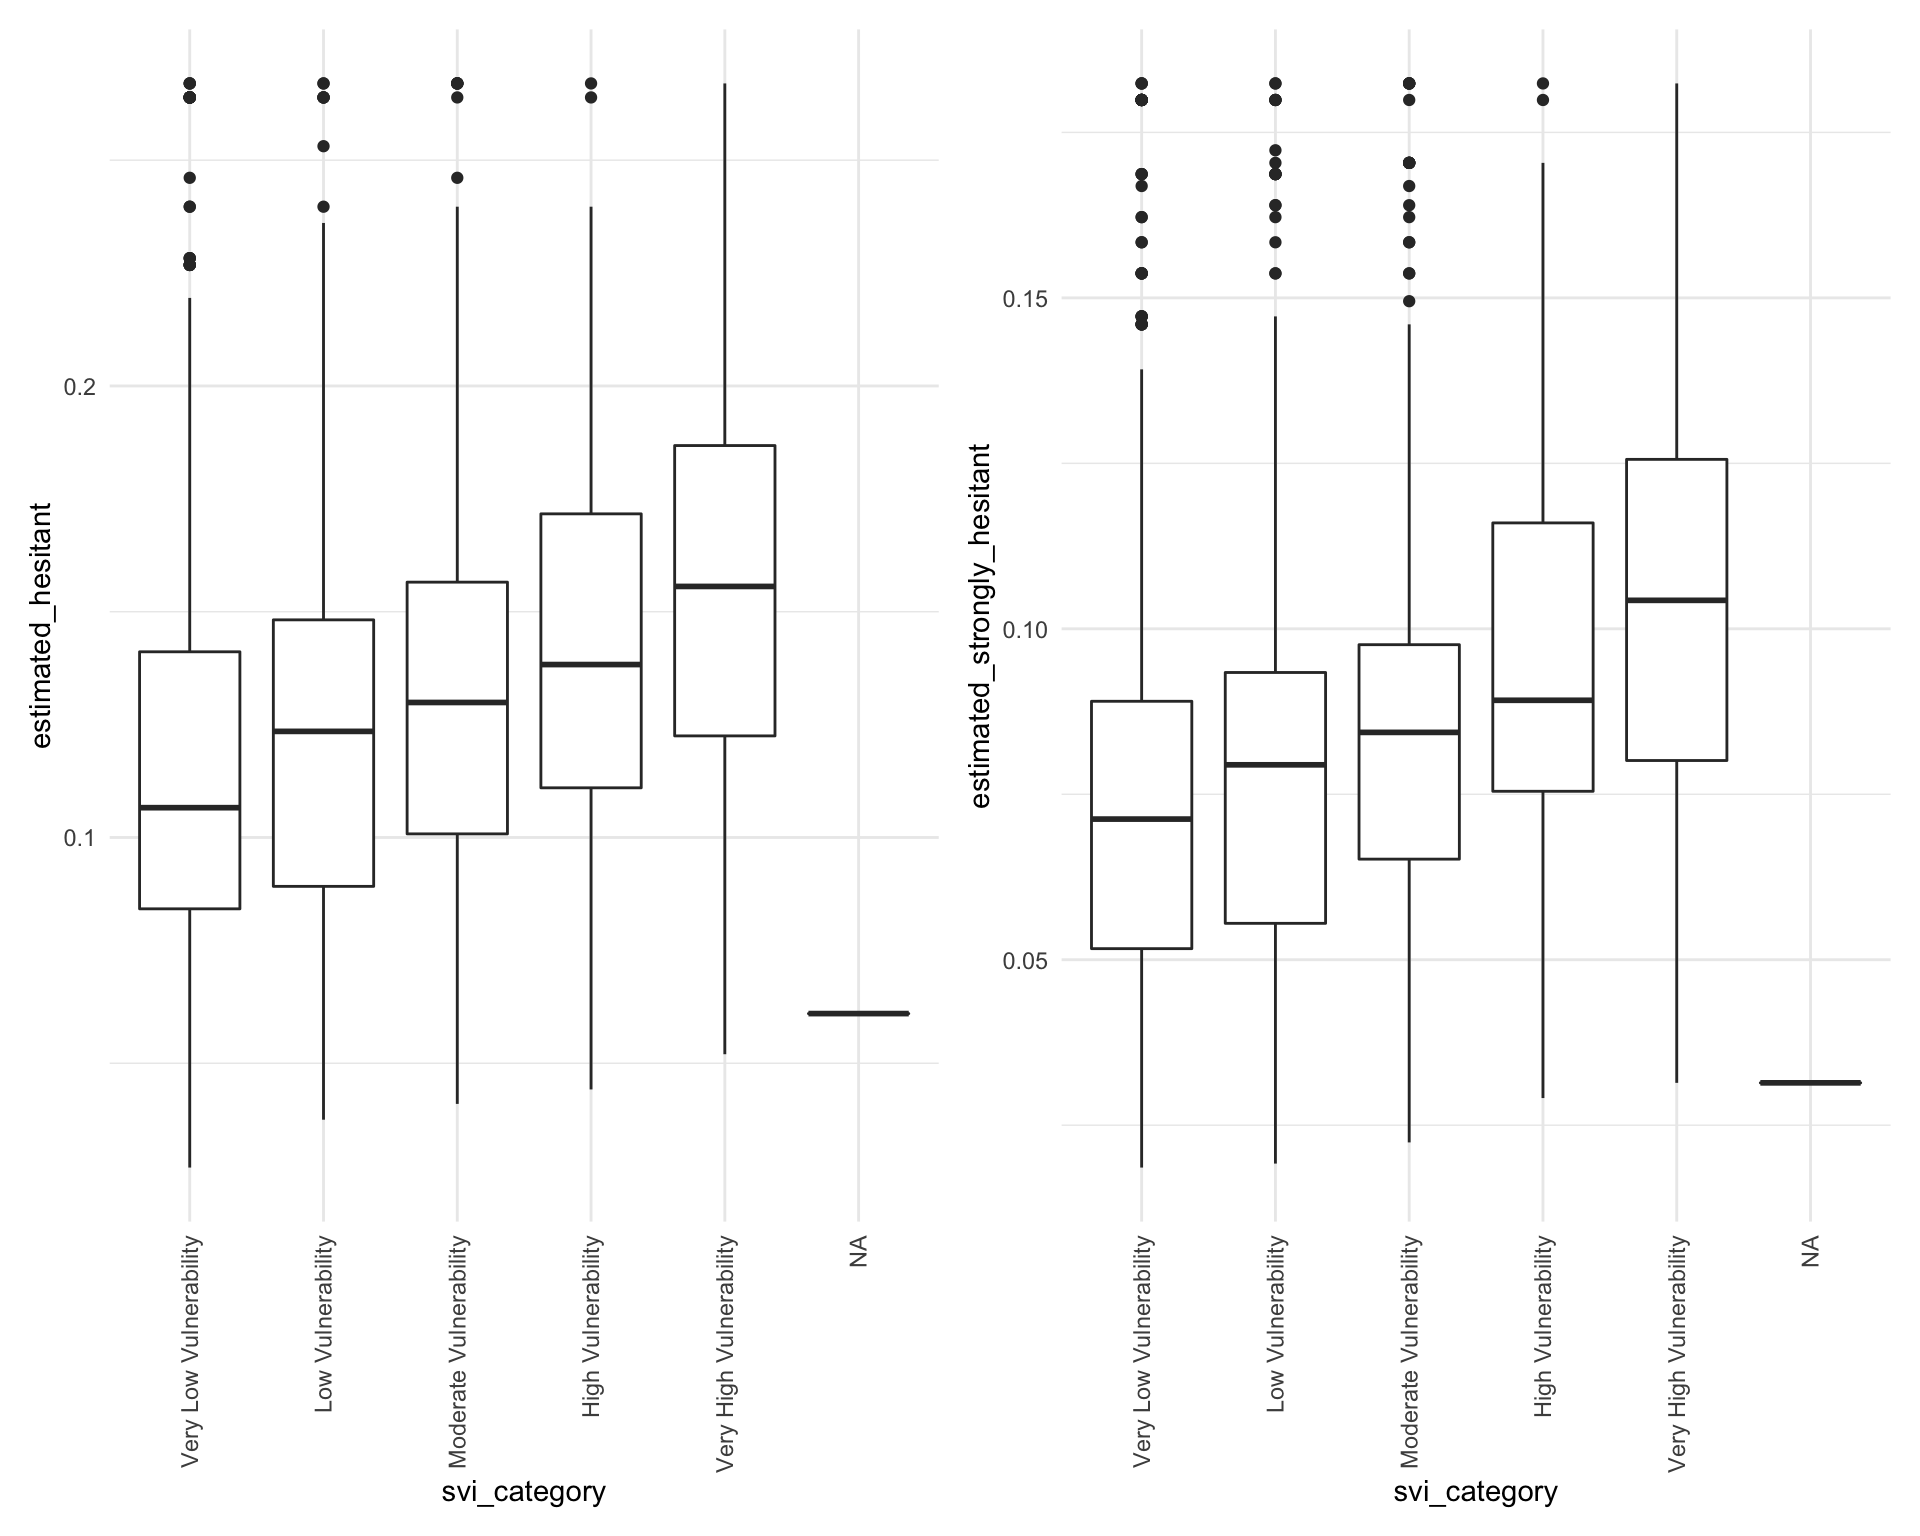 estimated_hesitant
0.2
0.1
Very Low Vulnerability
Low Vulnerability
Moderate Vulnerability
High Vulnerability
Very High Vulnerability
NA
svi_category
estimated_strongly_hesitant
0.15
0.10
0.05
Very Low Vulnerability
Low Vulnerability
Moderate Vulnerability
High Vulnerability
Very High Vulnerability
NA
svi_category